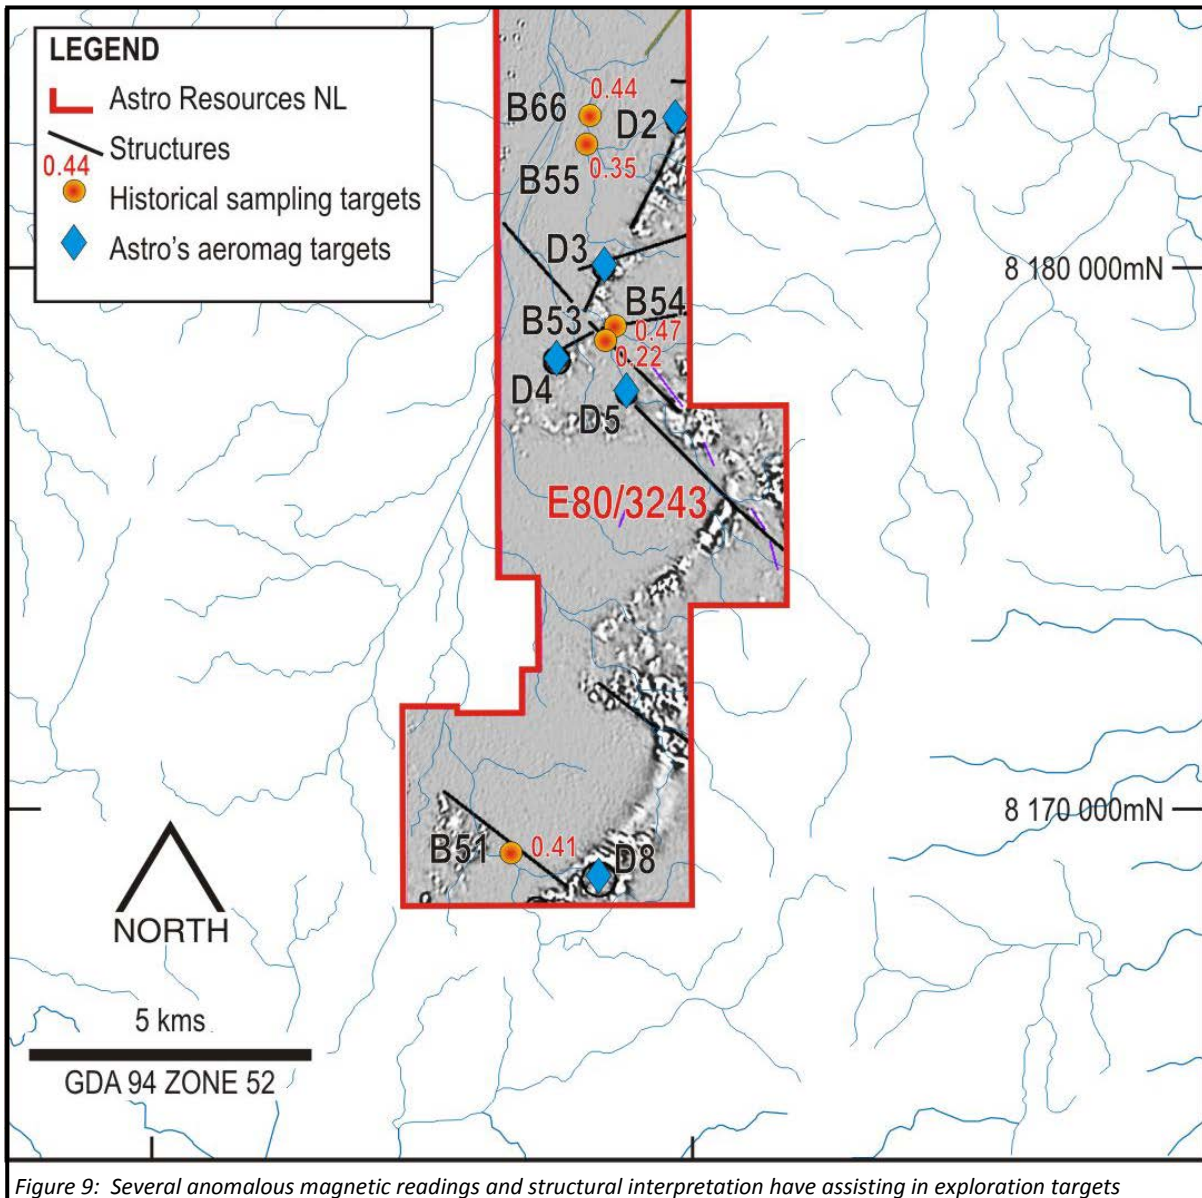 LEGEND
Astro Resources NL
Structures
0.44
Historical sampling targets
Astro's aeromag targets
0.44
B66
D2
B55
0.35
D3
8 180 000mN
B54
B53
0.47
0.22
D4
D5
E80/3243
8 170 000mN
B51
0.41
D8
NORTH
5 kms
GDA 94 ZONE 52
Figure 9: Several anomalous magnetic readings and structural interpretation have assisting in exploration targets